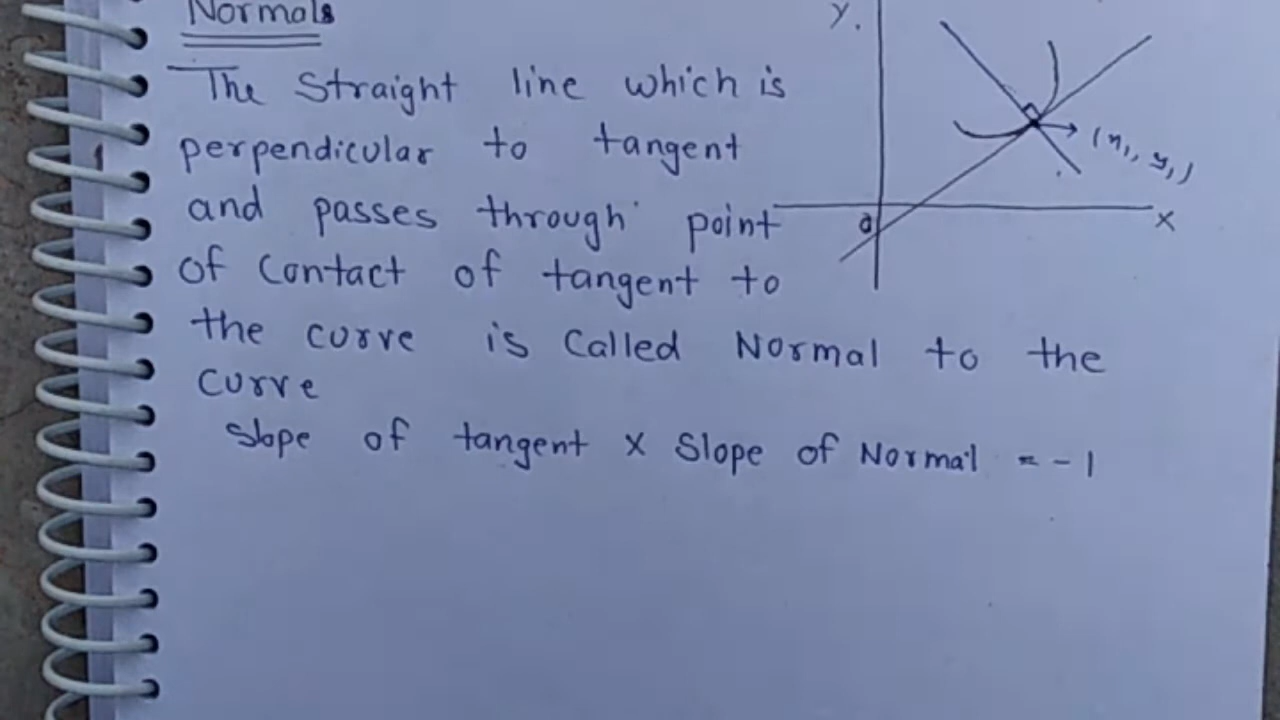 Normals
The Straight line which is
perpendicular to tangent
and passes through point
of Contact of tangent to
the curve is Called Normal to the
curve
Slope of tangent x Slope of Normal = -1
y.
(x1, y1)
o
x